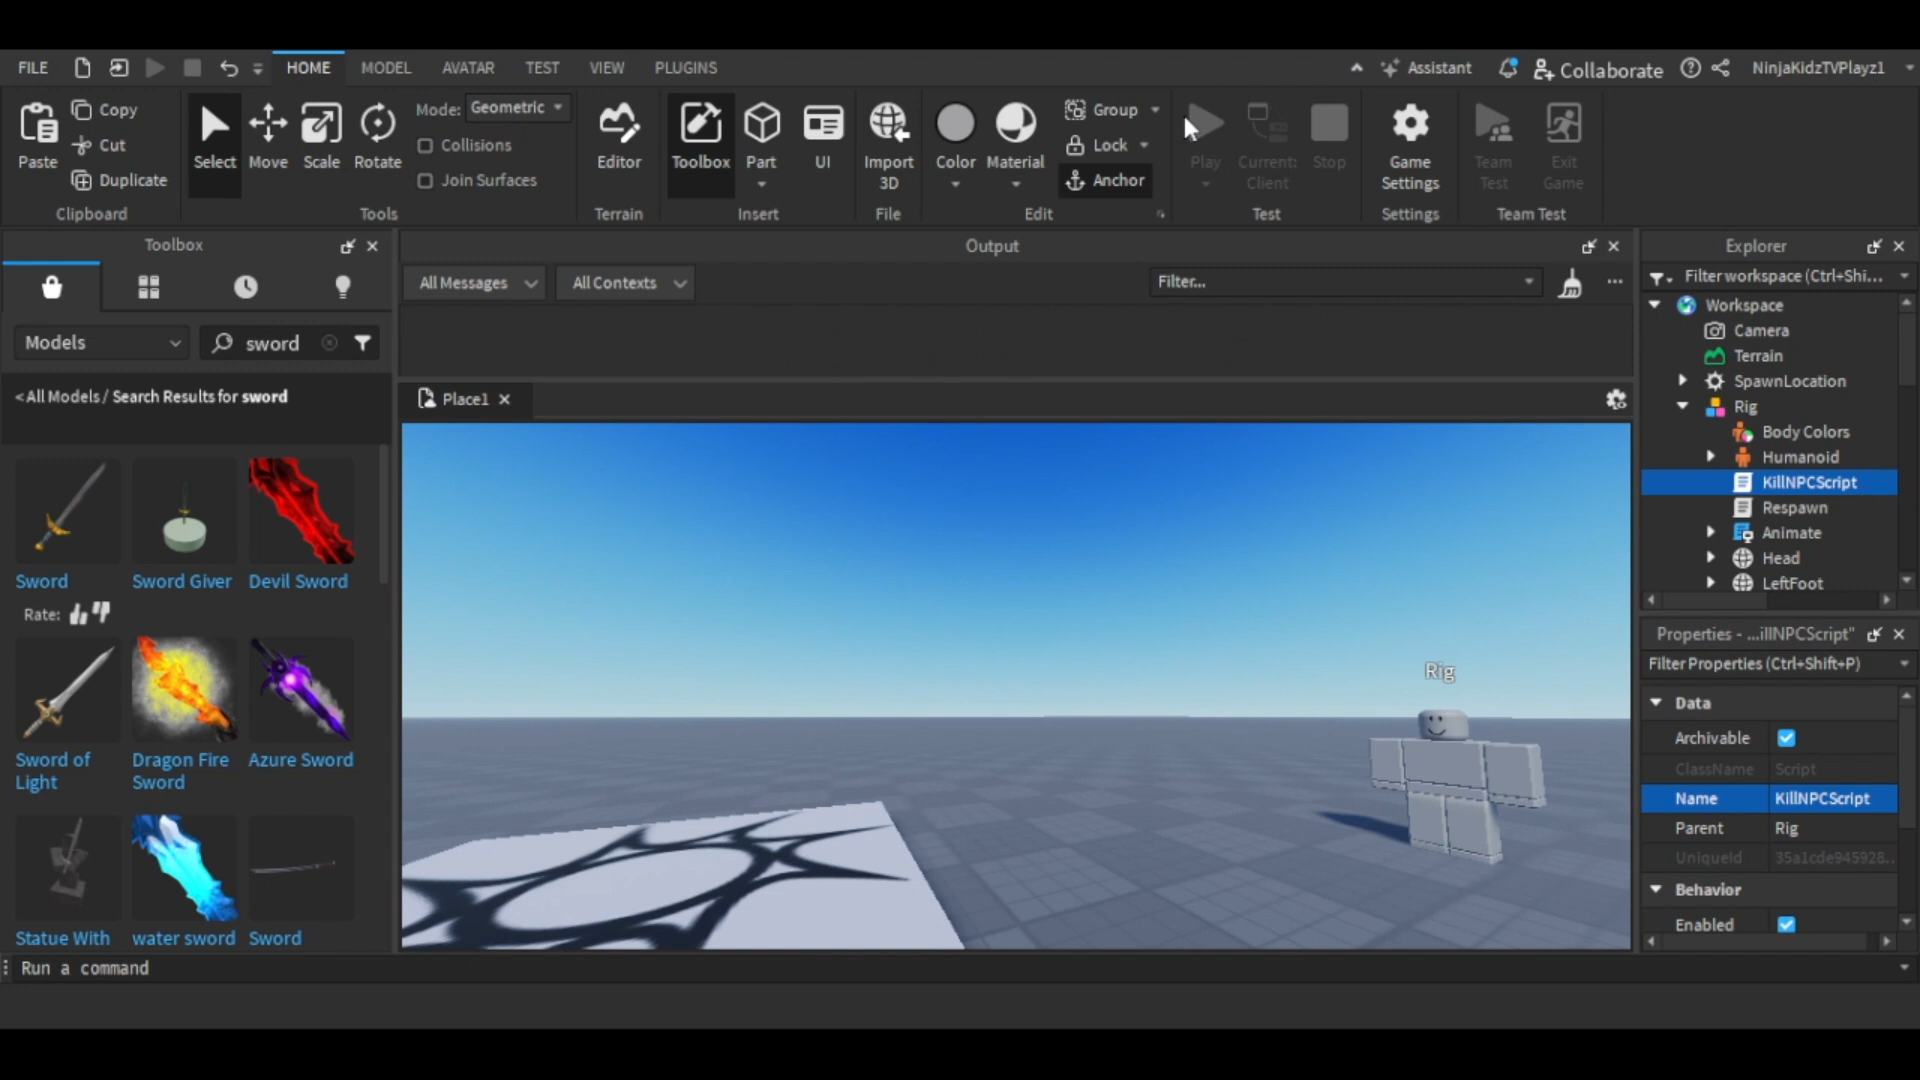 FILE HOME MODEL AVATAR TEST VIEW PLUGINS Assistant Collaborate NinjaKidzTVPlayz1
Paste Copy Cut Duplicate Clipboard
Select Move Scale Rotate Mode: Geometric Collisions Join Surfaces Tools
Editor Terrain
Toolbox Part UI Insert
Import 3D File
Color Material Group Lock Anchor Edit
Play Current: Client Stop Test
Game Settings Settings
Team Test Exit Game Team Test
Toolbox
Models sword
< All Models / Search Results for sword
Sword Sword Giver Devil Sword
Rate:
Sword of Light Dragon Fire Sword Azure Sword
Statue With water sword Sword
Output
All Messages All Contexts Filter...
Place1
Rig
Explorer
Filter workspace (Ctrl+Shi...
Workspace
Camera
Terrain
SpawnLocation
Rig
Body Colors
Humanoid
KillNPCScript
Respawn
Animate
Head
LeftFoot
Properties - ...illNPCScript"
Filter Properties (Ctrl+Shift+P)
Data
Archivable
ClassName Script
Name KillNPCScript
Parent Rig
UniqueId 35a1cde945928...
Behavior
Enabled
Run a command